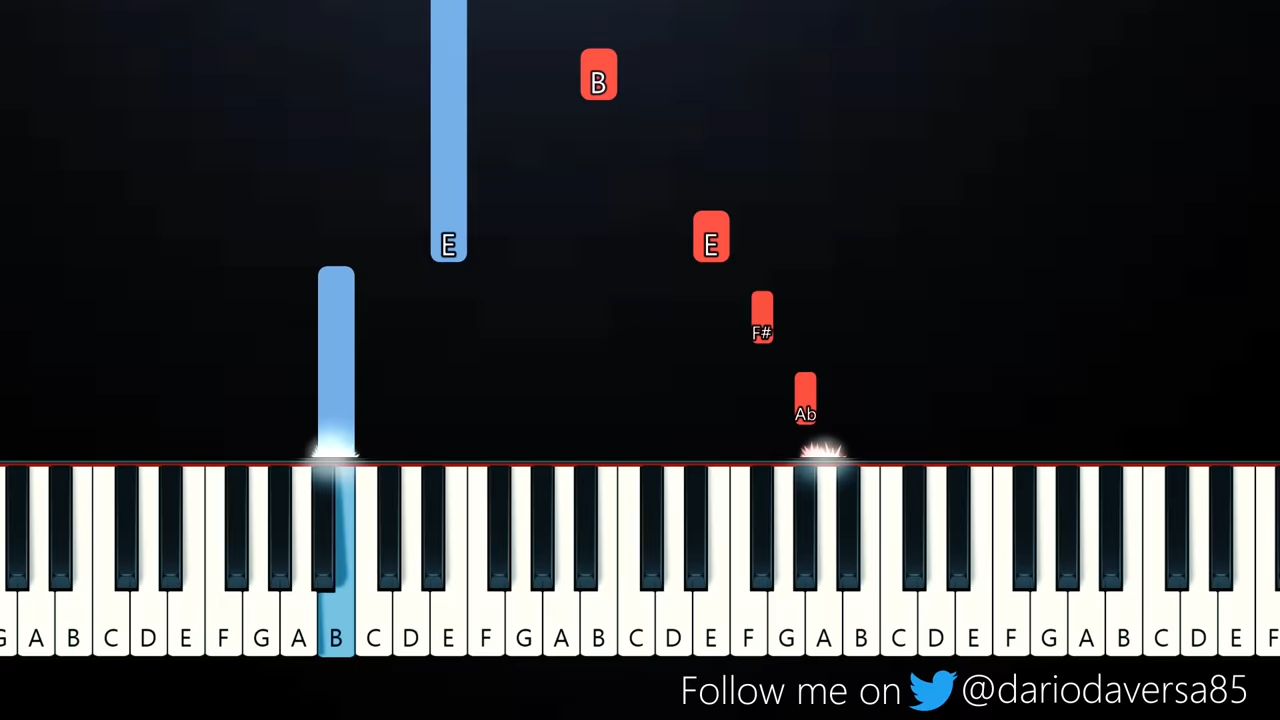 B
E
E
F#
Ab
G A B C D E F G A B C D E F G A B C D E F G A B C D E F G A B C D E F
Follow me on @dariodaversa85